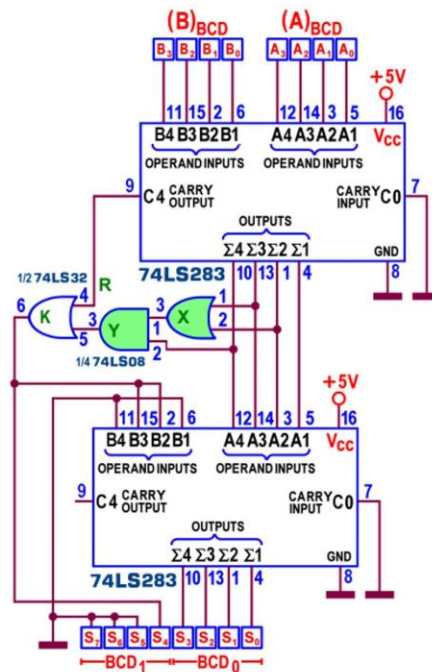 (B)BCD (A)BCD
B3 B2 B1 B0 A3 A2 A1 A0
+5V
11 15 2 6 12 14 3 5 16
B4 B3 B2 B1 A4 A3 A2 A1 VCC
OPERAND INPUTS OPERAND INPUTS
9 C4 CARRY OUTPUT CARRY INPUT C0 7
OUTPUTS
Σ4 Σ3 Σ2 Σ1 GND
74LS283 10 13 1 4 8
1/2 74LS32 4 R
6 K 3 Y 3 X 1
5 1 2
1/4 74LS08 2
+5V
11 15 2 6 12 14 3 5 16
B4 B3 B2 B1 A4 A3 A2 A1 VCC
OPERAND INPUTS OPERAND INPUTS
9 C4 CARRY OUTPUT CARRY INPUT C0 7
OUTPUTS
Σ4 Σ3 Σ2 Σ1 GND
74LS283 10 13 1 4 8
S7 S6 S5 S4 S3 S2 S1 S0
BCD1 BCD0